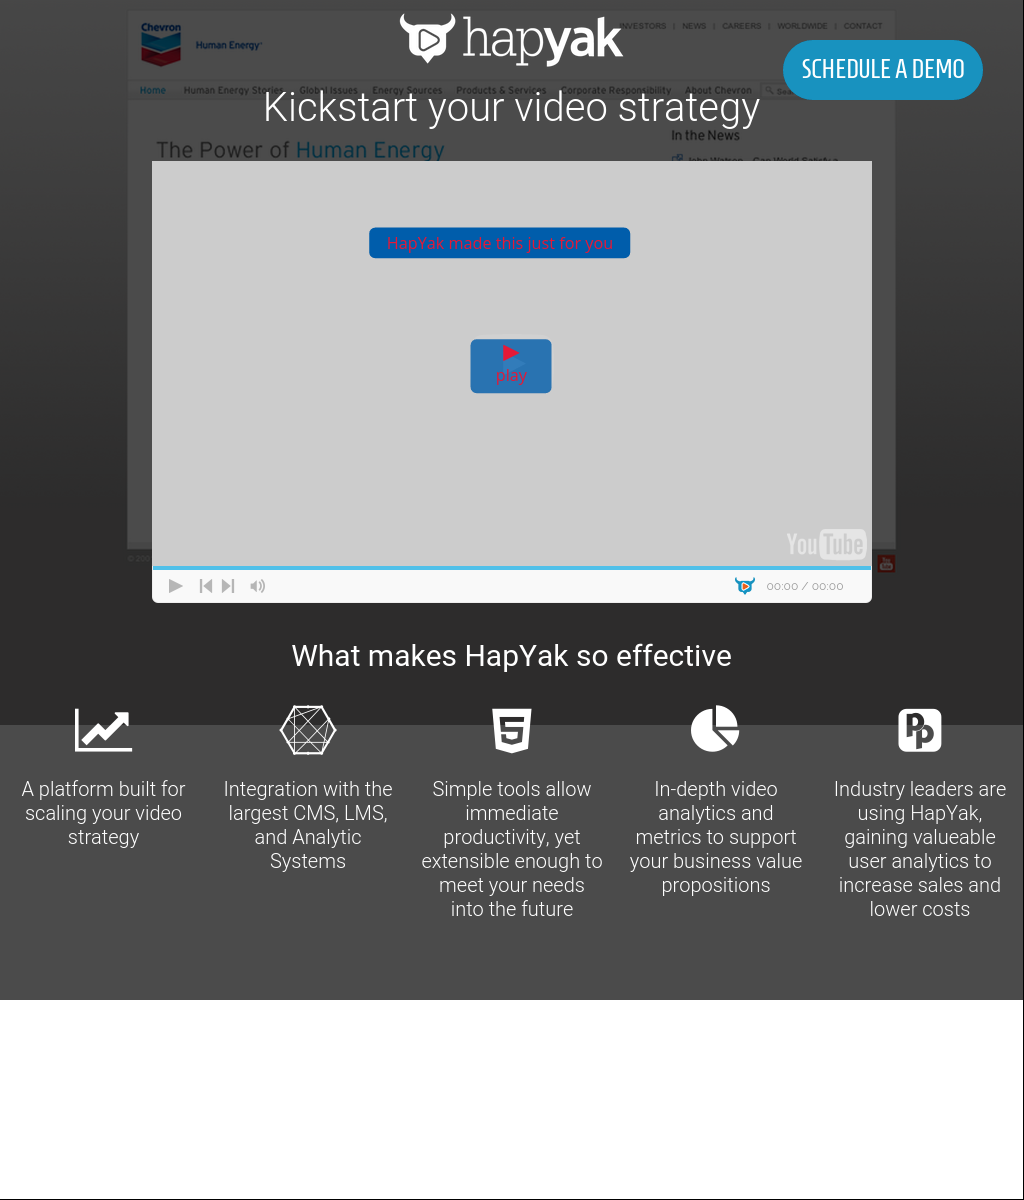 Chevron
Human Energy
hapyak
INVESTORS | NEWS | CAREERS | WORLDWIDE | CONTACT
SCHEDULE A DEMO
Home Human Energy Stories Global Issues Energy Sources Products & Services Corporate Responsibility About Chevron
Kickstart your video strategy
In the News
The Power of Human Energy
HapYak made this just for you
play
YouTube
00:00 / 00:00
You
What makes HapYak so effective
A platform built for
scaling your video
strategy
Integration with the
largest CMS, LMS,
and Analytic
Systems
Simple tools allow
immediate
productivity, yet
extensible enough to
meet your needs
into the future
In-depth video
analytics and
metrics to support
your business value
propositions
Pp
Industry leaders are
using HapYak,
gaining valueable
user analytics to
increase sales and
lower costs